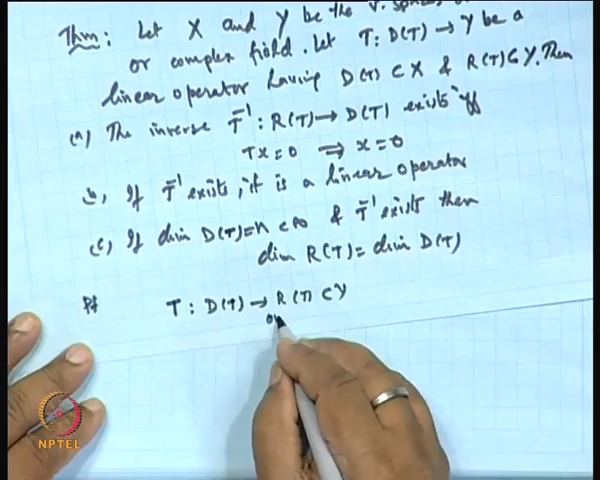 Thm: Let X and Y be the V. spaces
or complex field. Let T: D(T) → Y be a
linear operator having D(T) ⊂ X & R(T) ⊂ Y. Then
(a) The inverse T⁻¹: R(T) → D(T) exists iff
Tx = 0 ⇒ x = 0
(b) If T⁻¹ exists, it is a linear operator
(c) If dim D(T) = n < ∞ & T⁻¹ exists then
dim R(T) = dim D(T)
Pf T: D(T) → R(T) ⊂ Y
NPTEL